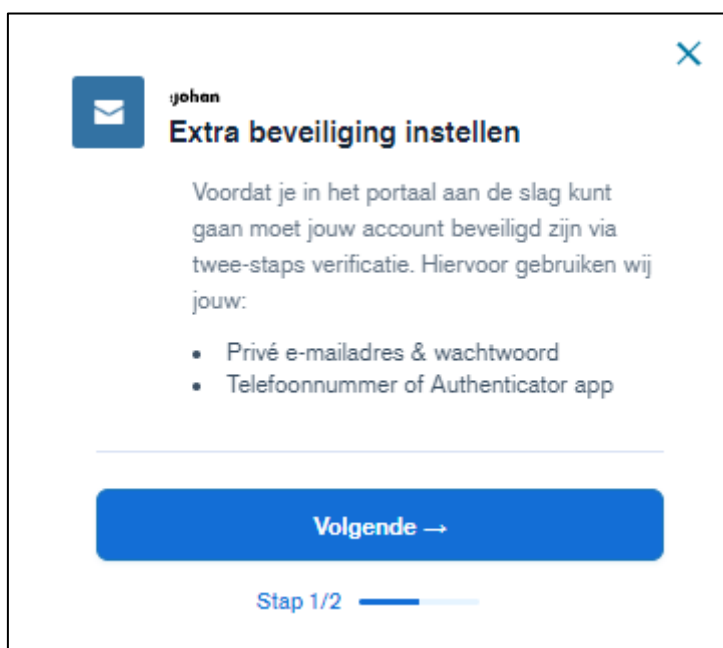 :yohan
Extra beveiliging instellen
Voordat je in het portaal aan de slag kunt
gaan moet jouw account beveiligd zijn via
twee-staps verificatie. Hiervoor gebruiken wij
jouw:
• Privé e-mailadres & wachtwoord
• Telefoonnummer of Authenticator app
Volgende →
Stap 1/2